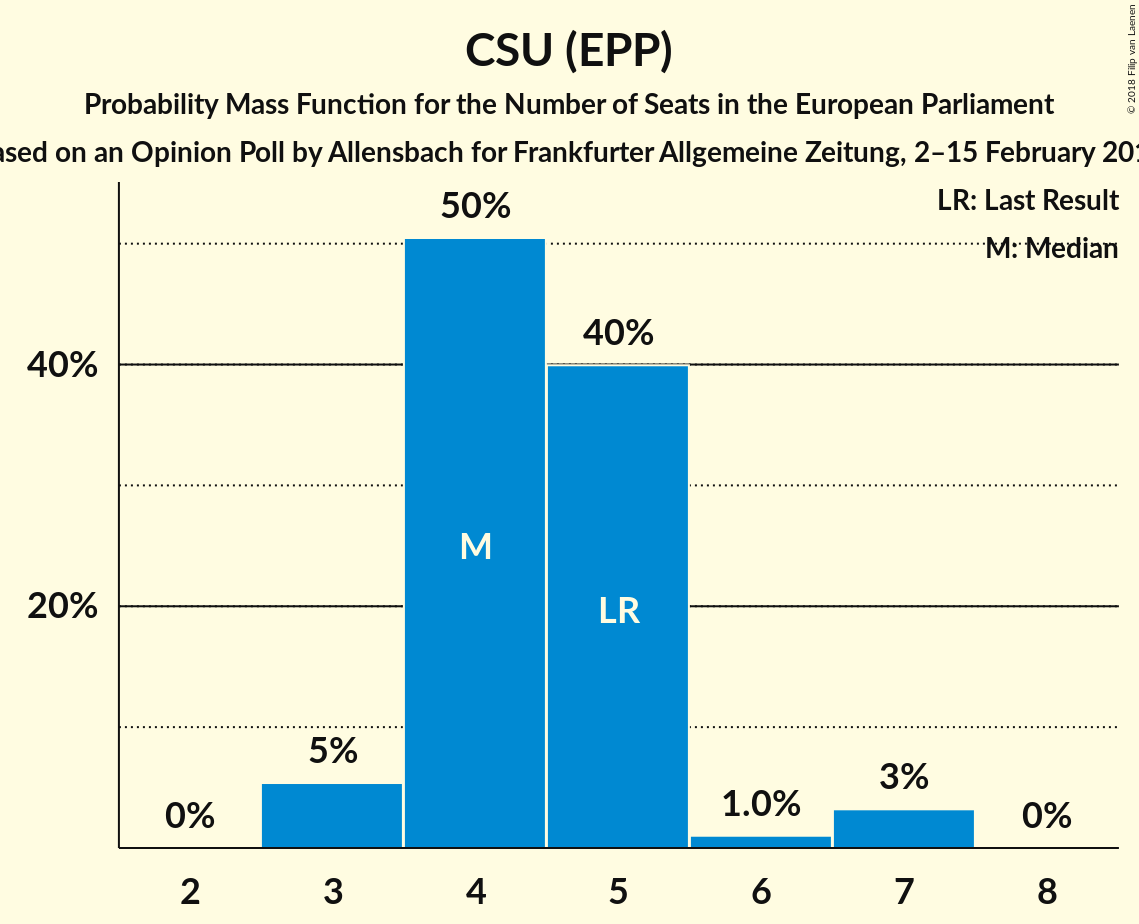 CSU (EPP)
Probability Mass Function for the Number of Seats in the European Parliament
on an Opinion Poll by Allensbach for Frankfurter Allgemeine Zeitung, 2–15 February
© 2018 Filip van Laenen
LR: Last Result
M: Median
50%
40%
40%
20%
M
LR
0%
5%
1.0%
3%
0%
2 3 4 5 6 7 8